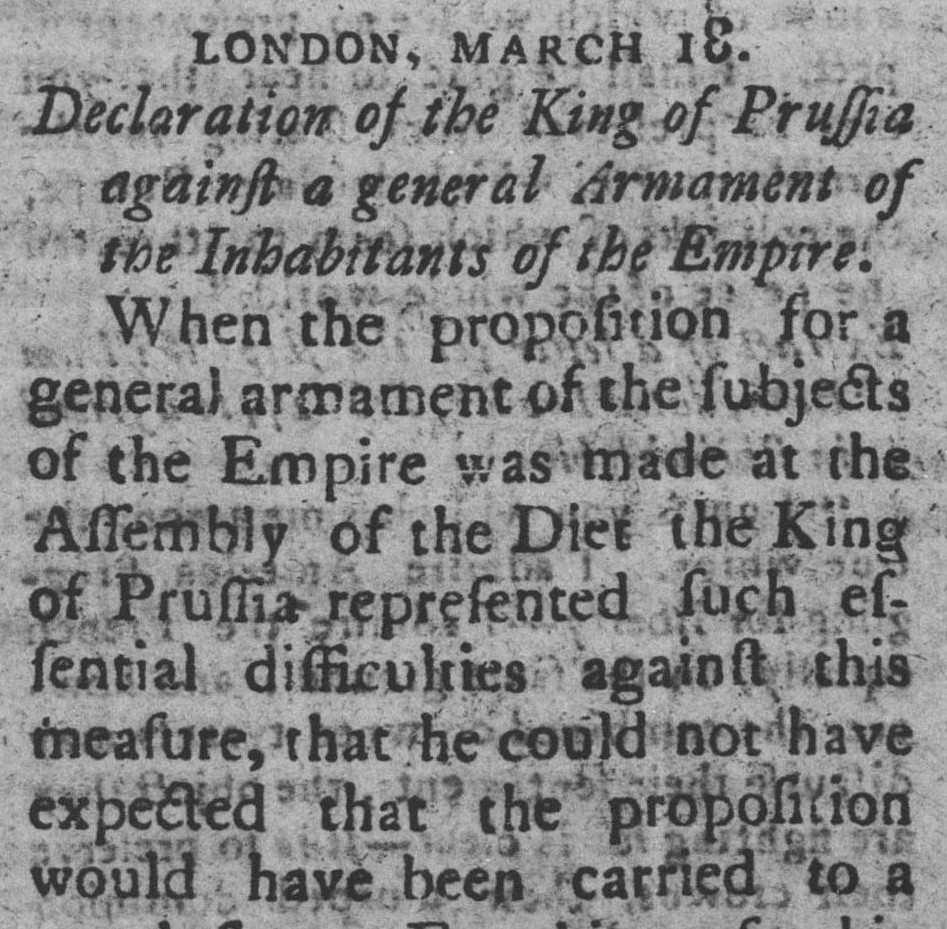 LONDON, MARCH 18.
Declaration of the King of Pruſſia
againſt a general Armament of
the Inhabitants of the Empire.
When the propoſition for a
general armament of the ſubjects
of the Empire was made at the
Aſſembly of the Diet the King
of Pruſſia repreſented ſuch eſ-
ſential difficulties againſt this
meaſure, that he could not have
expected that the propoſition
would have been carried to a